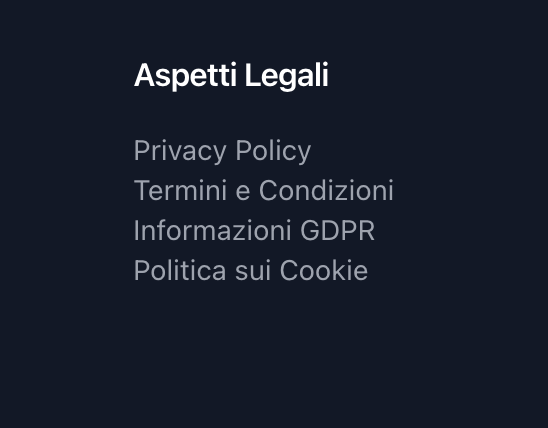 Aspetti Legali
Privacy Policy
Termini e Condizioni
Informazioni GDPR
Politica sui Cookie